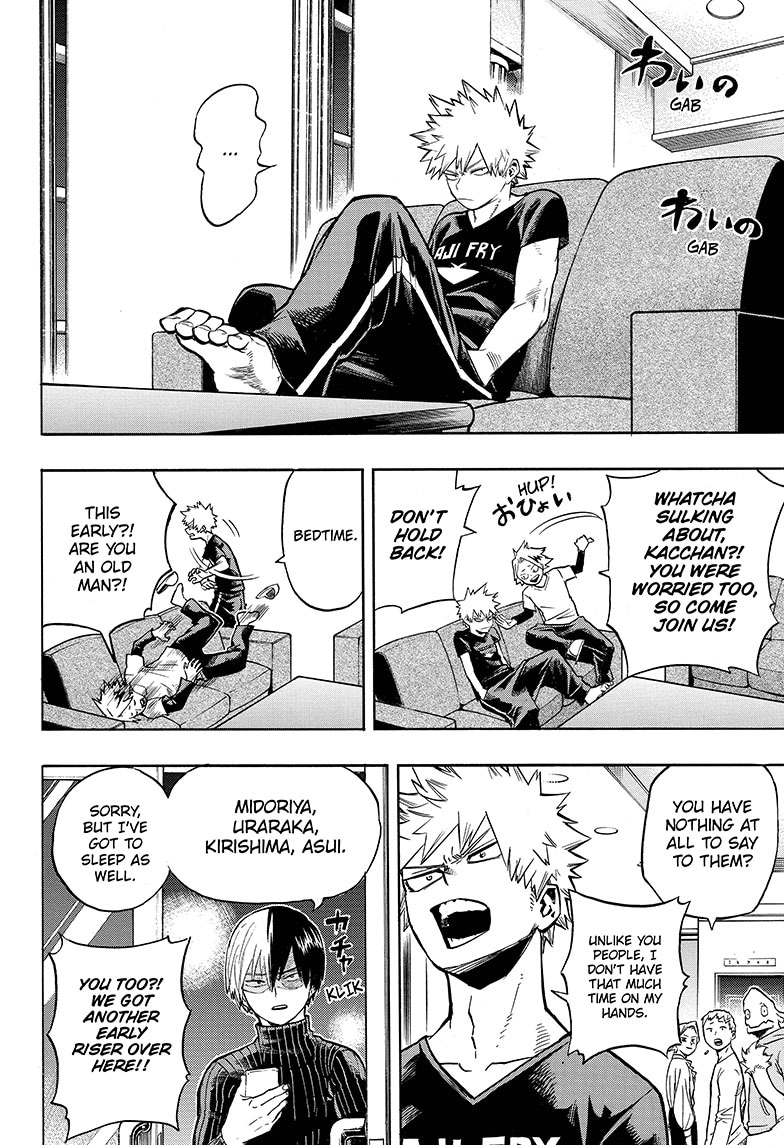 わいの
GAB
...
わいの
GAB
AJI FRY
WHATCHA
SULKING
ABOUT,
KACCHAN?!
YOU WERE
WORRIED TOO,
SO COME
JOIN US!
HUP!
おひょい
DON'T
HOLD
BACK!
BEDTIME.
THIS
EARLY?!
ARE YOU
AN OLD
MAN?!
YOU HAVE
NOTHING AT
ALL TO SAY
TO THEM?
UNLIKE YOU
PEOPLE, I
DON'T HAVE
THAT MUCH
TIME ON MY
HANDS.
AJI FRY
MIDORIYA,
URARAKA,
KIRISHIMA, ASUI.
SORRY,
BUT I'VE
GOT TO
SLEEP AS
WELL.
カチャ
KLIK
YOU TOO?!
WE GOT
ANOTHER
EARLY
RISER OVER
HERE!!